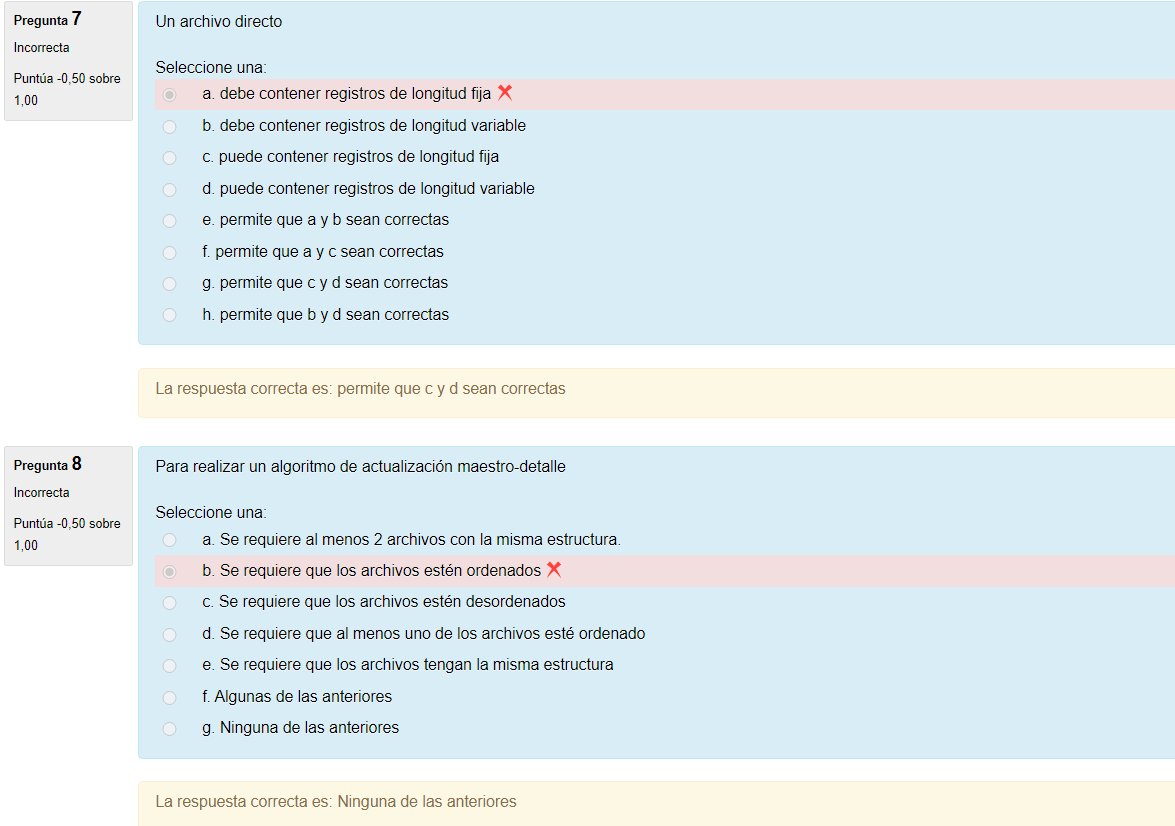 Pregunta 7
Incorrecta
Puntúa -0,50 sobre
1,00
Un archivo directo
Seleccione una:
a. debe contener registros de longitud fija
b. debe contener registros de longitud variable
c. puede contener registros de longitud fija
d. puede contener registros de longitud variable
e. permite que a y b sean correctas
f. permite que a y c sean correctas
g. permite que c y d sean correctas
h. permite que b y d sean correctas
La respuesta correcta es: permite que c y d sean correctas
Pregunta 8
Incorrecta
Puntúa -0,50 sobre
1,00
Para realizar un algoritmo de actualización maestro-detalle
Seleccione una:
a. Se requiere al menos 2 archivos con la misma estructura.
b. Se requiere que los archivos estén ordenados
c. Se requiere que los archivos estén desordenados
d. Se requiere que al menos uno de los archivos esté ordenado
e. Se requiere que los archivos tengan la misma estructura
f. Algunas de las anteriores
g. Ninguna de las anteriores
La respuesta correcta es: Ninguna de las anteriores